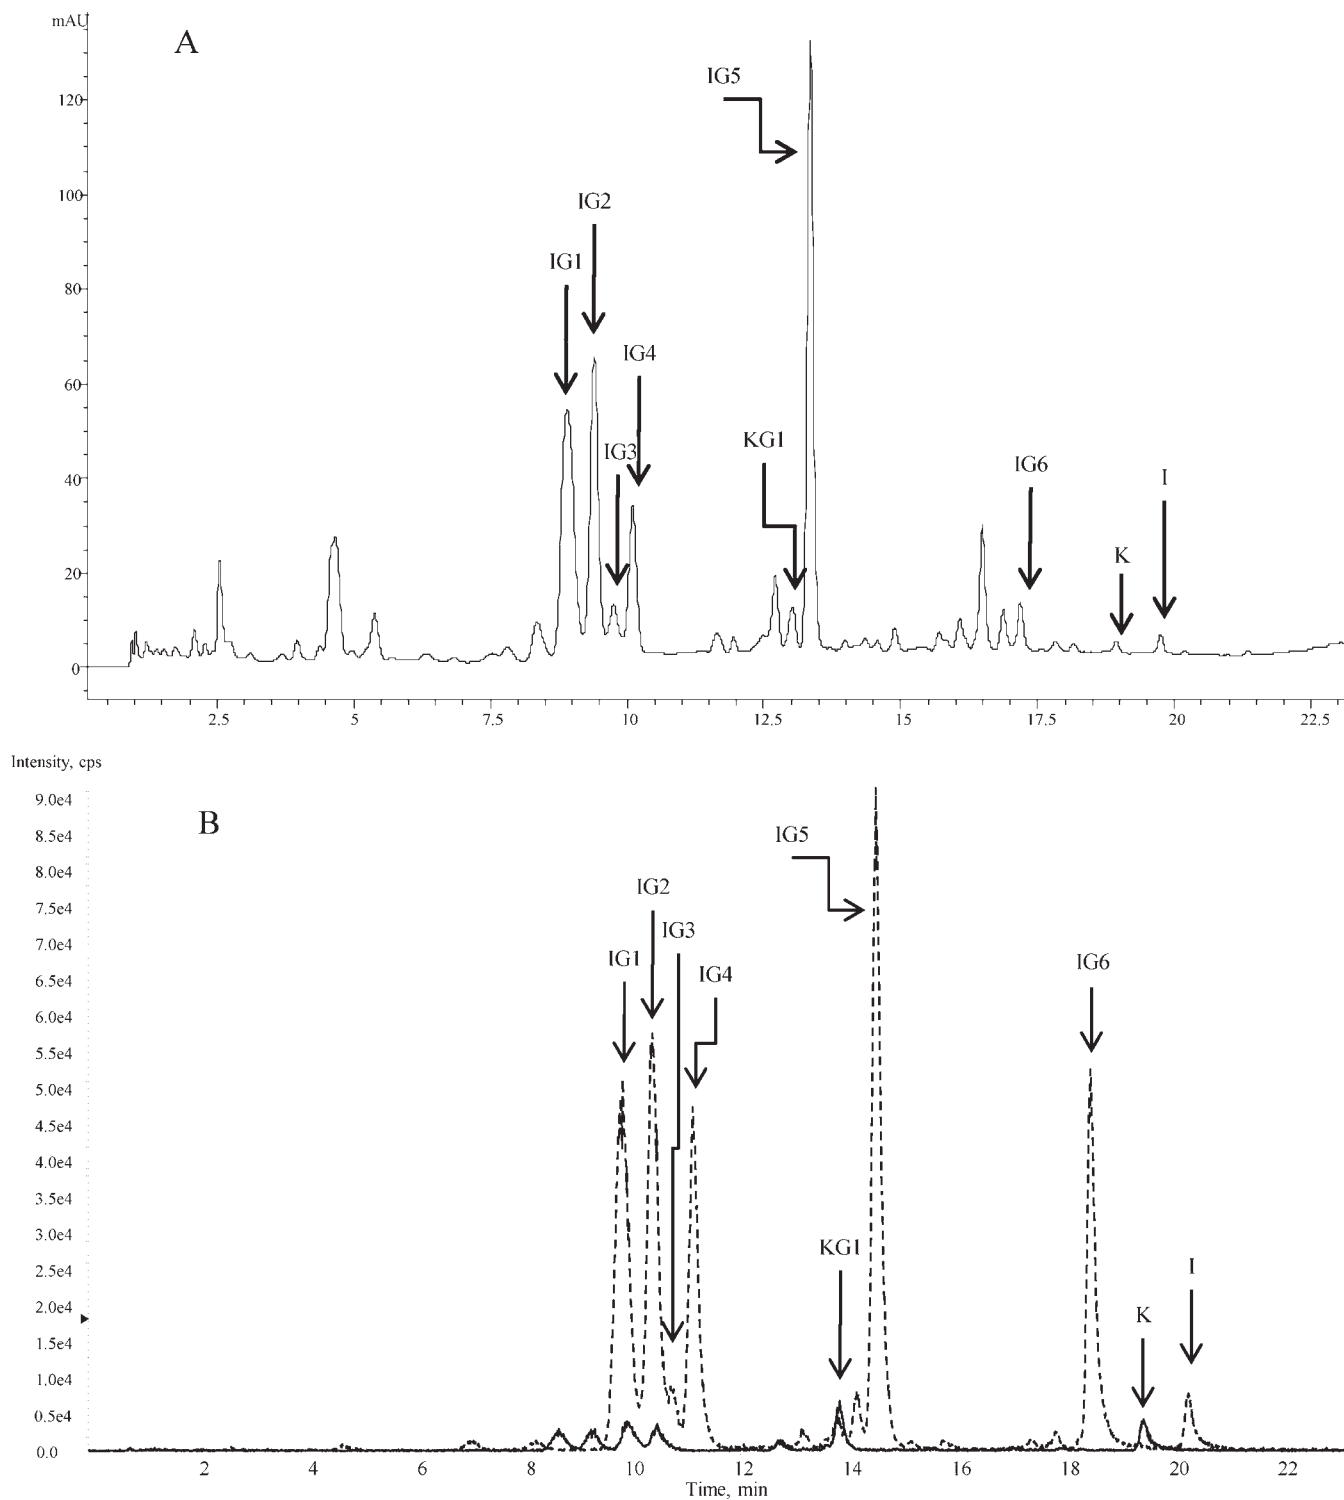 mAU
A
IG5
120
100
IG2
IG1
80
IG4
60
IG3
KG1
IG6
I
40
K
20
0
2.5 5 7.5 10 12.5 15 17.5 20 22.5
Intensity, cps
B
9.0e4
IG5
8.5e4
8.0e4
IG2
7.5e4
IG3
7.0e4
IG1
IG4
IG6
6.5e4
6.0e4
5.5e4
5.0e4
4.5e4
4.0e4
3.5e4
3.0e4
KG1
2.5e4
I
2.0e4
K
1.5e4
1.0e4
0.5e4
0.0
2 4 6 8 10 12 14 16 18 20 22
Time, min